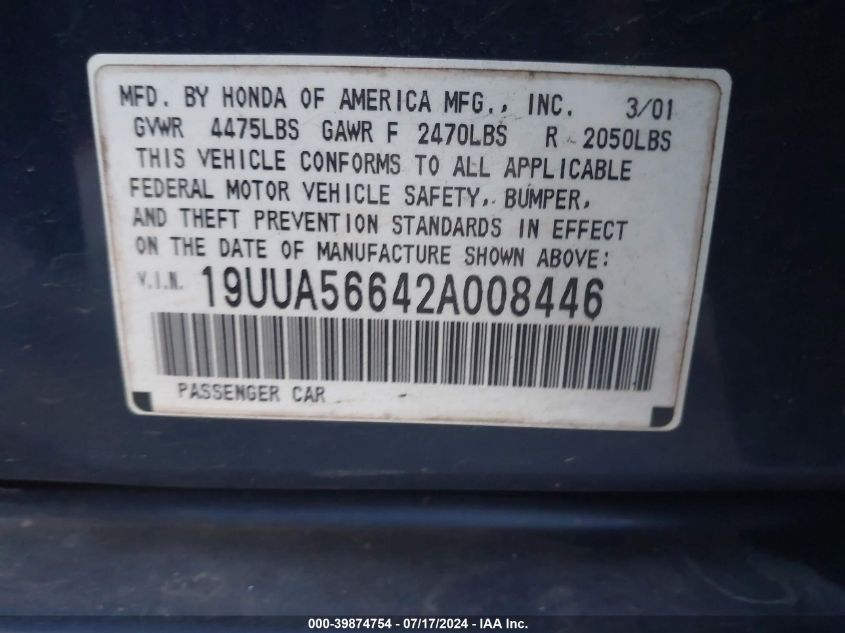 MFD. BY HONDA OF AMERICA MFG., INC. 3/01
GVWR 4475LBS GAWR F 2470LBS R 2050LBS
THIS VEHICLE CONFORMS TO ALL APPLICABLE
FEDERAL MOTOR VEHICLE SAFETY, BUMPER,
AND THEFT PREVENTION STANDARDS IN EFFECT
ON THE DATE OF MANUFACTURE SHOWN ABOVE:
V.I.N. 19UUA56642A008446
PASSENGER CAR
000-39874754 - 07/17/2024 - IAA Inc.